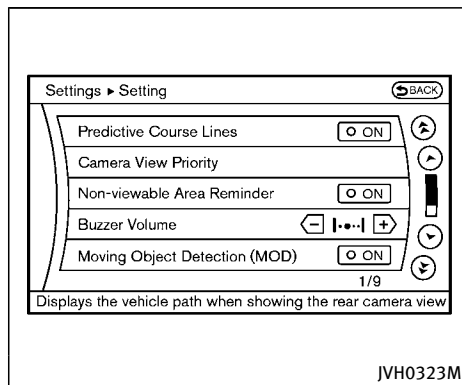 Settings ▸ Setting BACK
Predictive Course Lines ON
Camera View Priority
Non-viewable Area Reminder ON
Buzzer Volume − +
Moving Object Detection (MOD) ON
1/9
Displays the vehicle path when showing the rear camera view
JVH0323M